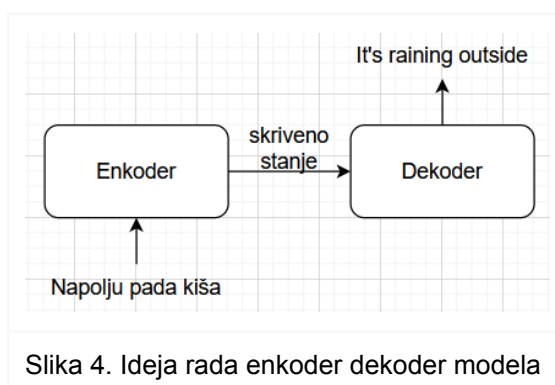 It's raining outside
skriveno
stanje
Enkoder
Dekoder
Napolju pada kiša
Slika 4. Ideja rada enkoder dekoder modela